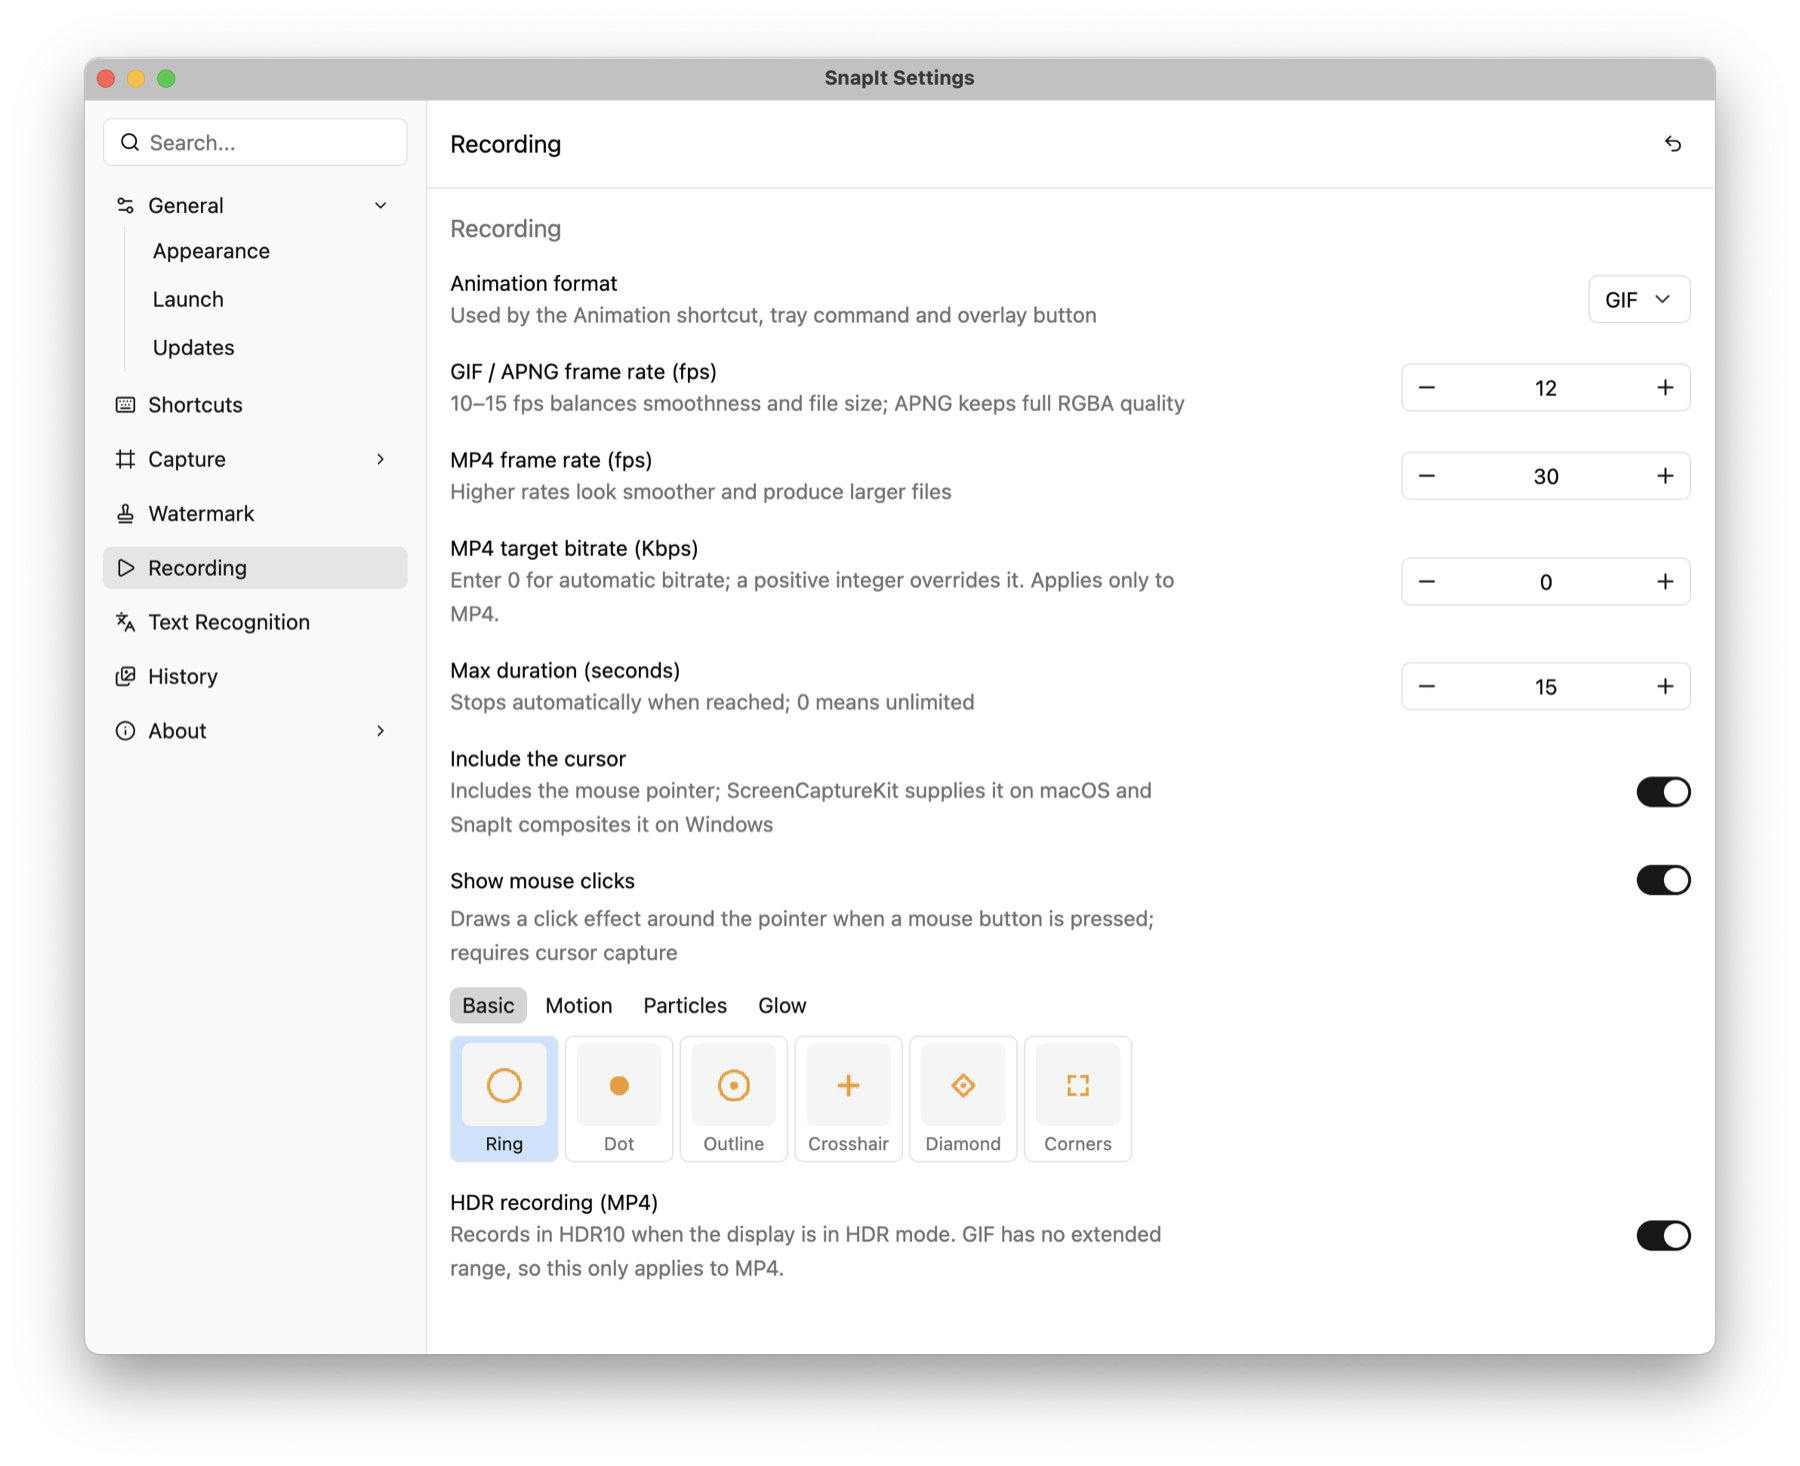 SnapIt Settings
Search...
General
Appearance
Launch
Updates
Shortcuts
Capture
Watermark
Recording
Text Recognition
History
About
Recording
Recording
Animation format
Used by the Animation shortcut, tray command and overlay button
GIF
GIF / APNG frame rate (fps)
10–15 fps balances smoothness and file size; APNG keeps full RGBA quality
12
MP4 frame rate (fps)
Higher rates look smoother and produce larger files
30
MP4 target bitrate (Kbps)
Enter 0 for automatic bitrate; a positive integer overrides it. Applies only to
MP4.
0
Max duration (seconds)
Stops automatically when reached; 0 means unlimited
15
Include the cursor
Includes the mouse pointer; ScreenCaptureKit supplies it on macOS and
SnapIt composites it on Windows
Show mouse clicks
Draws a click effect around the pointer when a mouse button is pressed;
requires cursor capture
Basic Motion Particles Glow
Ring Dot Outline Crosshair Diamond Corners
HDR recording (MP4)
Records in HDR10 when the display is in HDR mode. GIF has no extended
range, so this only applies to MP4.